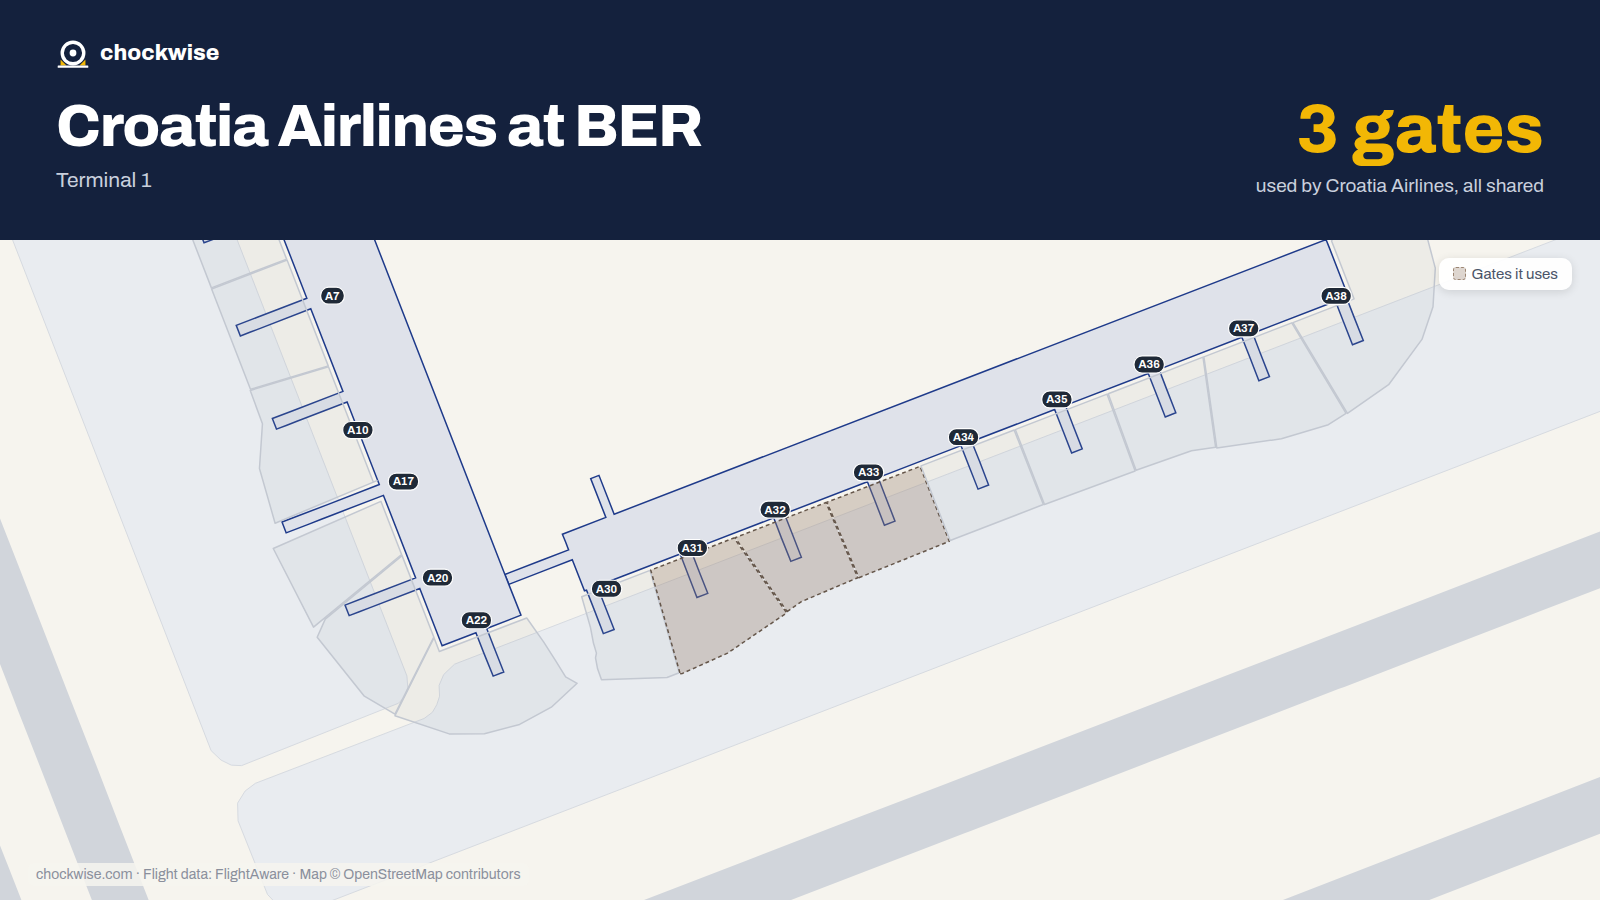 chockwise
Croatia Airlines at BER
Terminal 1
3 gates
used by Croatia Airlines, all shared
Gates it uses
A7
A38
A37
A36
A35
A10
A34
A33
A17
A32
A31
A20
A30
A22
chockwise.com · Flight data: FlightAware · Map © OpenStreetMap contributors